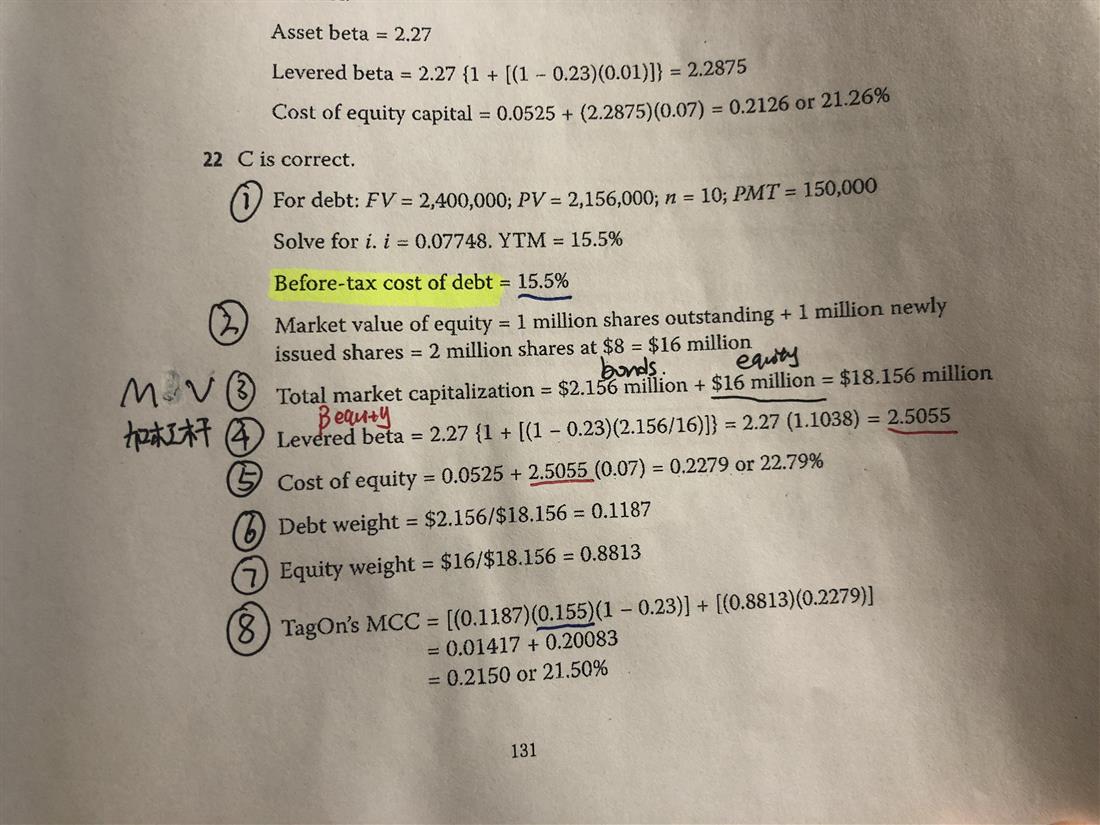 Asset beta = 2.27
Levered beta = 2.27 {1 + [(1 − 0.23)(0.01)]} = 2.2875
Cost of equity capital = 0.0525 + (2.2875)(0.07) = 0.2126 or 21.26%
22 C is correct.
① For debt: FV = 2,400,000; PV = 2,156,000; n = 10; PMT = 150,000
Solve for i. i = 0.07748. YTM = 15.5%
Before-tax cost of debt = 15.5%
② Market value of equity = 1 million shares outstanding + 1 million newly
issued shares = 2 million shares at $8 = $16 million
bonds. equity
MV ③ Total market capitalization = $2.156 million + $16 million = $18.156 million
β equity
加杠杆 ④ Levered beta = 2.27 {1 + [(1 − 0.23)(2.156/16)]} = 2.27 (1.1038) = 2.5055
⑤ Cost of equity = 0.0525 + 2.5055 (0.07) = 0.2279 or 22.79%
⑥ Debt weight = $2.156/$18.156 = 0.1187
⑦ Equity weight = $16/$18.156 = 0.8813
⑧ TagOn's MCC = [(0.1187)(0.155)(1 − 0.23)] + [(0.8813)(0.2279)]
= 0.01417 + 0.20083
= 0.2150 or 21.50%
131